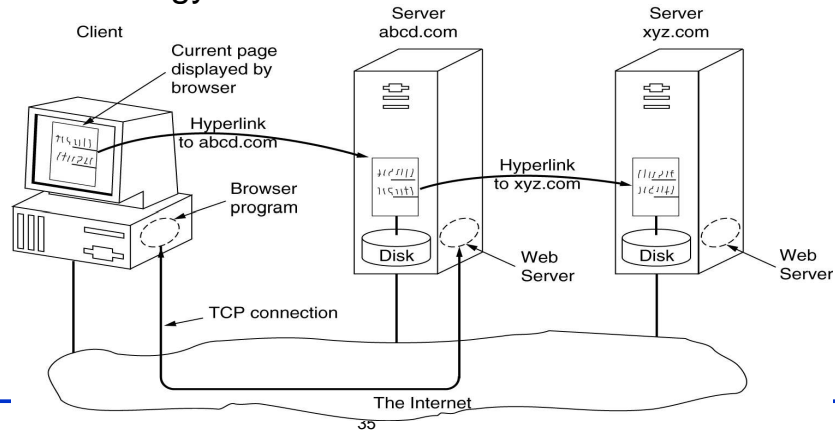 Client
Server
abcd.com
Server
xyz.com
Current page
displayed by
browser
Hyperlink
to abcd.com
Hyperlink
to xyz.com
Browser
program
Disk
Web
Server
Disk
Web
Server
TCP connection
The Internet
35